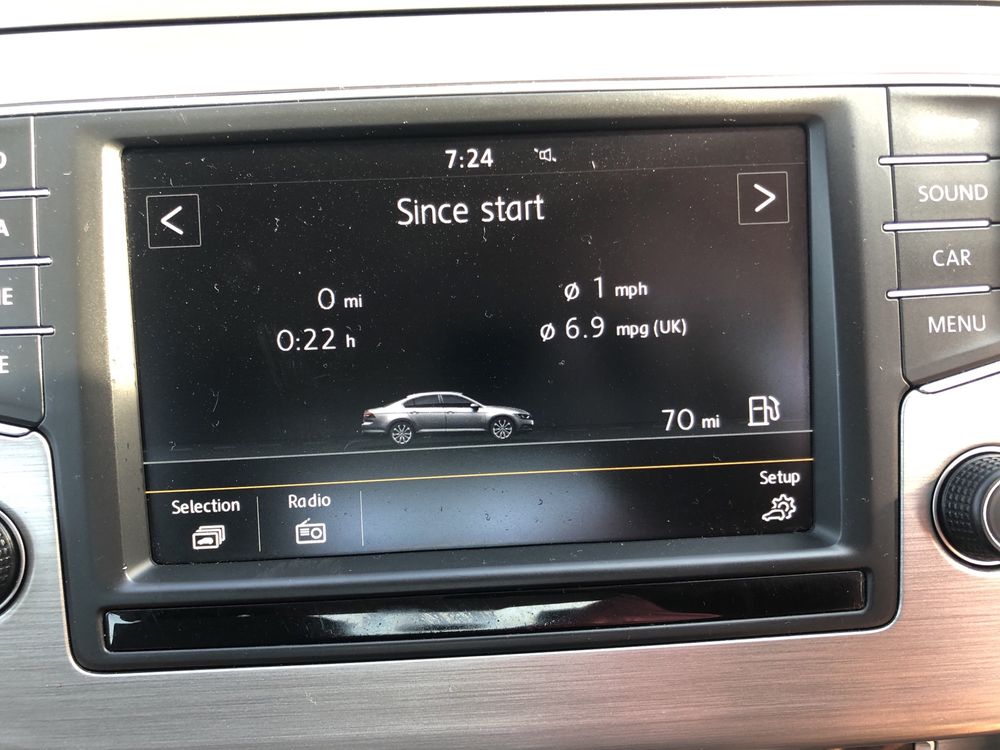 7:24
Since start
0 mi
ø 1 mph
0:22 h
ø 6.9 mpg (UK)
70 mi
Selection
Radio
Setup
SOUND
CAR
MENU